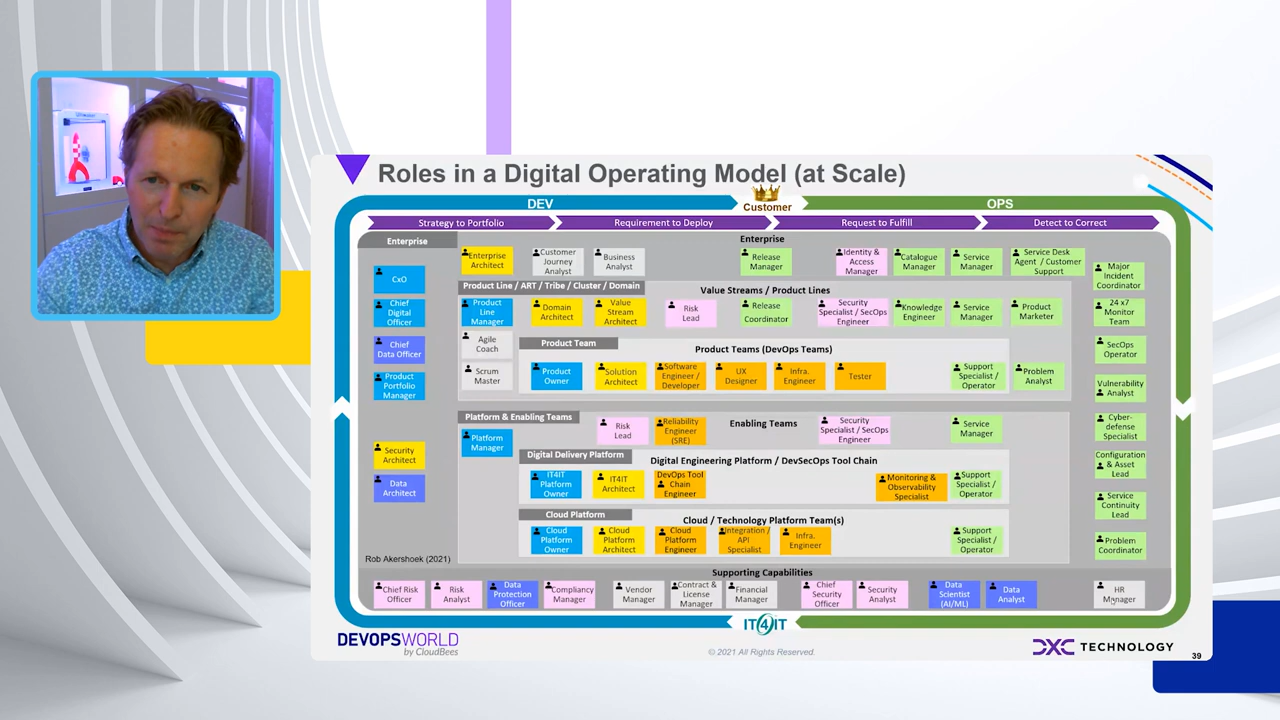 Roles in a Digital Operating Model (at Scale)
DEV
Customer
OPS
Strategy to Portfolio
Requirement to Deploy
Request to Fulfill
Detect to Correct
Enterprise
CxO
Chief
Digital
Officer
Chief
Data Officer
Product
Portfolio
Manager
Security
Architect
Data
Architect
Rob Akershoek (2021)
Enterprise
Enterprise
Architect
Customer
Journey
Analyst
Business
Analyst
Release
Manager
Identity &
Access
Manager
Catalogue
Manager
Service
Manager
Service Desk
Agent / Customer
Support
Product Line / ART / Tribe / Cluster / Domain
Value Streams / Product Lines
Product
Line
Manager
Domain
Architect
Value
Stream
Architect
Risk
Lead
Release
Coordinator
Security
Specialist / SecOps
Engineer
Knowledge
Engineer
Service
Manager
Product
Marketer
Agile
Coach
Scrum
Master
Product Team
Product Teams (DevOps Teams)
Product
Owner
Solution
Architect
Software
Engineer /
Developer
UX
Designer
Infra.
Engineer
Tester
Support
Specialist /
Operator
Problem
Analyst
Platform & Enabling Teams
Enabling Teams
Platform
Manager
Risk
Lead
Reliability
Engineer
(SRE)
Security
Specialist / SecOps
Engineer
Service
Manager
Digital Delivery Platform
Digital Engineering Platform / DevSecOps Tool Chain
IT4IT
Platform
Owner
IT4IT
Architect
DevOps Tool
Chain
Engineer
Monitoring &
Observability
Specialist
Support
Specialist /
Operator
Cloud Platform
Cloud / Technology Platform Team(s)
Cloud
Platform
Owner
Cloud
Platform
Architect
Cloud
Platform
Engineer
Integration /
API
Specialist
Infra.
Engineer
Support
Specialist /
Operator
Major
Incident
Coordinator
24 x7
Monitor
Team
SecOps
Operator
Vulnerability
Analyst
Cyber-
defense
Specialist
Configuration
& Asset
Lead
Service
Continuity
Lead
Problem
Coordinator
Supporting Capabilities
Chief Risk
Officer
Risk
Analyst
Data
Protection
Officer
Compliancy
Manager
Vendor
Manager
Contract &
License
Manager
Financial
Manager
Chief
Security
Officer
Security
Analyst
Data
Scientist
(AI/ML)
Data
Analyst
HR
Manager
IT4IT
DEVOPSWORLD
by CloudBees
© 2021 All Rights Reserved.
DXC TECHNOLOGY
39